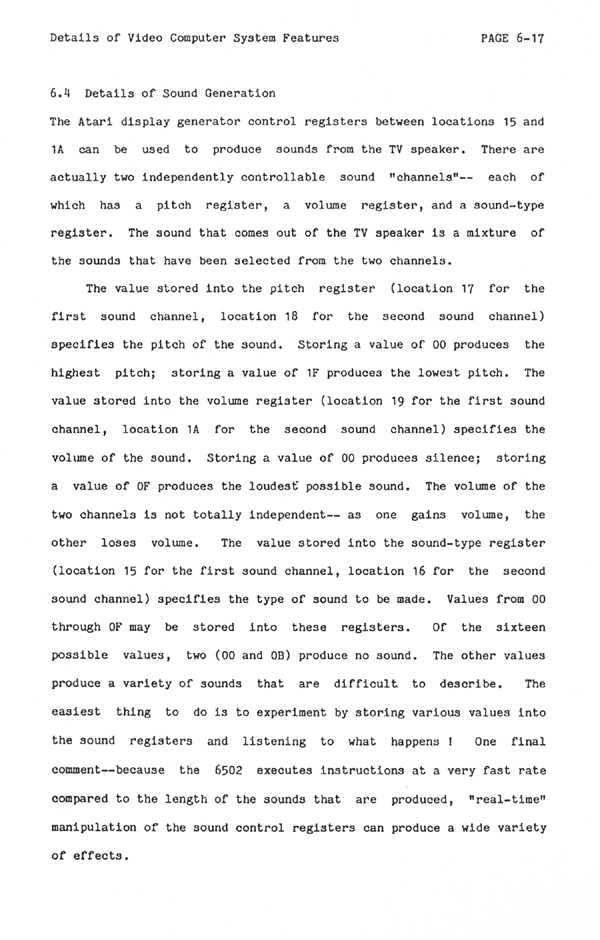 Details of Video Computer System Features PAGE 6-17
6.4 Details of Sound Generation
The Atari display generator control registers between locations 15 and
1A can be used to produce sounds from the TV speaker. There are
actually two independently controllable sound "channels"-- each of
which has a pitch register, a volume register, and a sound-type
register. The sound that comes out of the TV speaker is a mixture of
the sounds that have been selected from the two channels.
The value stored into the pitch register (location 17 for the
first sound channel, location 18 for the second sound channel)
specifies the pitch of the sound. Storing a value of 00 produces the
highest pitch; storing a value of 1F produces the lowest pitch. The
value stored into the volume register (location 19 for the first sound
channel, location 1A for the second sound channel) specifies the
volume of the sound. Storing a value of 00 produces silence; storing
a value of 0F produces the loudest possible sound. The volume of the
two channels is not totally independent-- as one gains volume, the
other loses volume. The value stored into the sound-type register
(location 15 for the first sound channel, location 16 for the second
sound channel) specifies the type of sound to be made. Values from 00
through 0F may be stored into these registers. Of the sixteen
possible values, two (00 and 0B) produce no sound. The other values
produce a variety of sounds that are difficult to describe. The
easiest thing to do is to experiment by storing various values into
the sound registers and listening to what happens ! One final
comment--because the 6502 executes instructions at a very fast rate
compared to the length of the sounds that are produced, "real-time"
manipulation of the sound control registers can produce a wide variety
of effects.